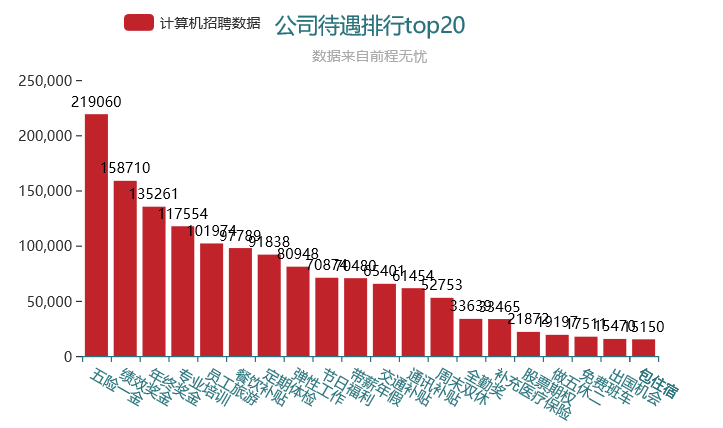 计算机招聘数据
公司待遇排行top20
数据来自前程无忧
250,000
200,000
150,000
100,000
50,000
0
219060
158710
135261
117554
101974
97789
91838
80948
70874
70480
65401
61454
52753
33639
33465
21872
19197
17511
15470
15150
五险一金
绩效奖金
年终奖金
专业培训
员工旅游
餐饮补贴
定期体检
弹性工作
节日福利
带薪年假
交通补贴
通讯补贴
周末双休
全勤奖
补充医疗保险
股票期权
做五休二
免费班车
出国机会
包住宿